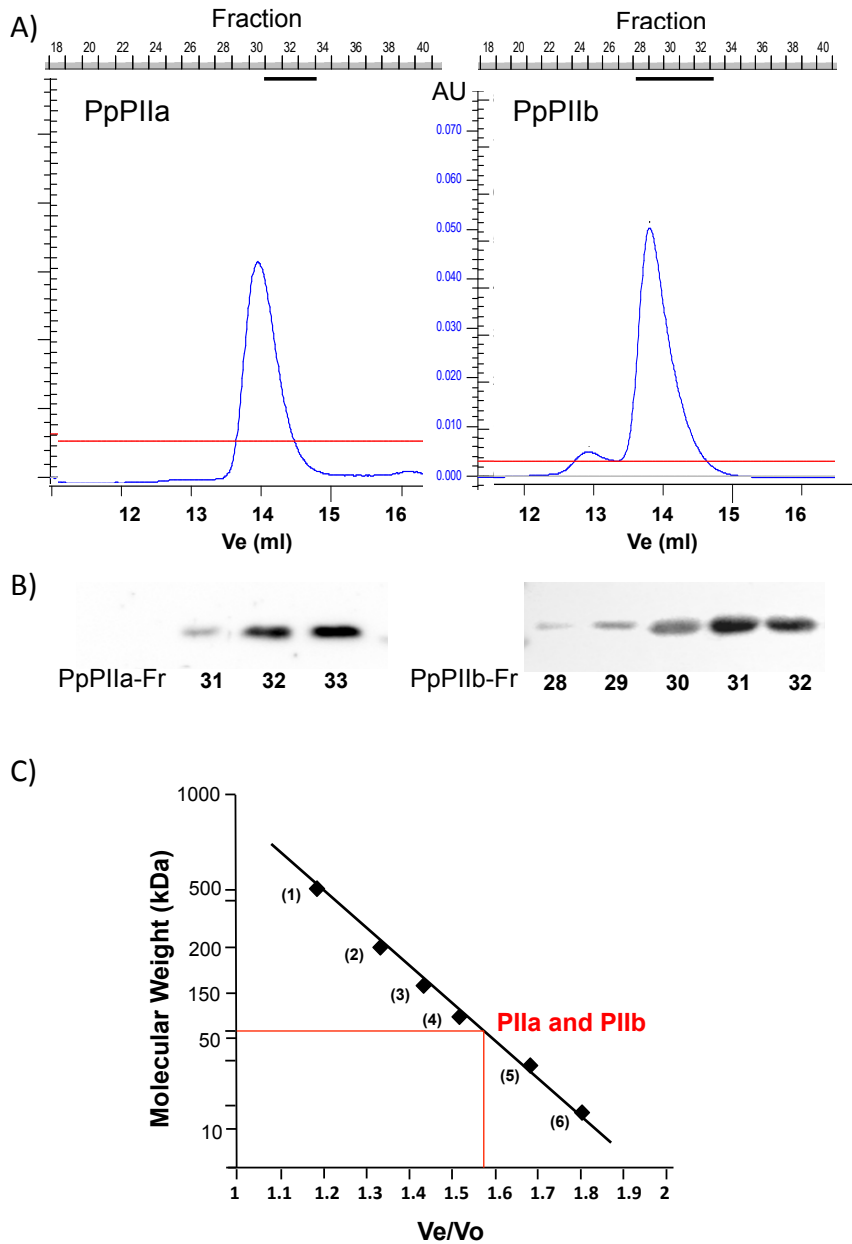 A)
Fraction
18 20 22 24 26 28 30 32 34 36 38 40
PpPIIa
12 13 14 15 16
Ve (ml)
Fraction
18 20 22 24 26 28 30 32 34 36 38 40
AU
PpPIIb
0.070
0.060
0.050
0.040
0.030
0.020
0.010
0.000
12 13 14 15 16
Ve (ml)
B)
PpPIIa-Fr 31 32 33
PpPIIb-Fr 28 29 30 31 32
C)
Molecular Weight (kDa)
1000
500
200
150
50
10
(1)
(2)
(3)
(4)
PIIa and PIIb
(5)
(6)
1 1.1 1.2 1.3 1.4 1.5 1.6 1.7 1.8 1.9 2
Ve/Vo